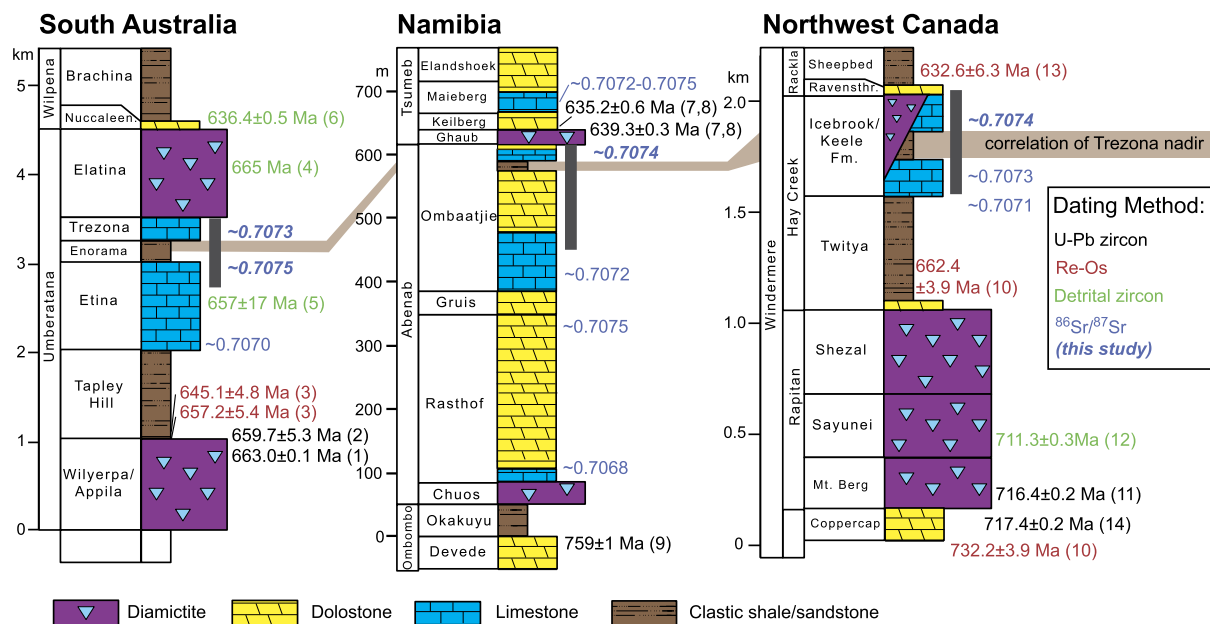 South Australia
km
5
4
3
2
1
0
Wilpena
Umberatana
Brachina
Nuccaleen.
Elatina
Trezona
Enorama
Etina
Tapley
Hill
Wilyerpa/
Appila
636.4±0.5 Ma (6)
665 Ma (4)
~0.7073
~0.7075
657±17 Ma (5)
~0.7070
645.1±4.8 Ma (3)
657.2±5.4 Ma (3)
659.7±5.3 Ma (2)
663.0±0.1 Ma (1)
Namibia
m
700
600
500
400
300
200
100
0
Tsumeb
Abenab
Ombombo
Elandshoek
Maieberg
Keilberg
Ghaub
Ombaatjie
Gruis
Rasthof
Chuos
Okakuyu
Devede
~0.7072-0.7075
635.2±0.6 Ma (7,8)
639.3±0.3 Ma (7,8)
~0.7074
~0.7072
~0.7075
~0.7068
759±1 Ma (9)
Northwest Canada
km
2.0
1.5
1.0
0.5
0
Windermere
Rackla
Hay Creek
Rapitan
Sheepbed
Ravensthr.
Icebrook/
Keele
Fm.
Twitya
Shezal
Sayunei
Mt. Berg
Coppercap
632.6±6.3 Ma (13)
~0.7074
correlation of Trezona nadir
~0.7073
~0.7071
662.4
±3.9 Ma (10)
711.3±0.3Ma (12)
716.4±0.2 Ma (11)
717.4±0.2 Ma (14)
732.2±3.9 Ma (10)
Dating Method:
U-Pb zircon
Re-Os
Detrital zircon
⁸⁶Sr/⁸⁷Sr
(this study)
Diamictite
Dolostone
Limestone
Clastic shale/sandstone